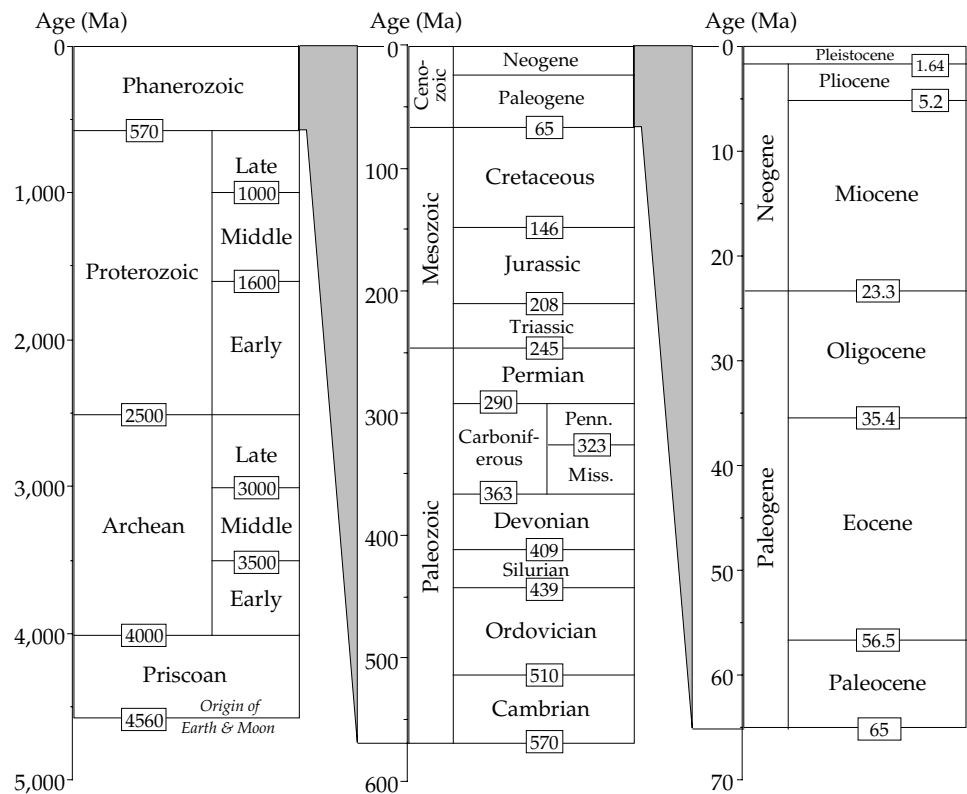 Age (Ma)
0
Phanerozoic
570
Late
1,000
1000
Middle
Proterozoic
1600
2,000
Early
2500
Late
3,000
3000
Archean
Middle
3500
Early
4,000
4000
Priscoan
4560
Origin of
Earth & Moon
5,000
Age (Ma)
0
Ceno-
zoic
Neogene
Paleogene
65
100
Cretaceous
146
Mesozoic
Jurassic
200
208
Triassic
245
Permian
290
300
Carbonif-
erous
Penn.
323
Miss.
363
Paleozoic
Devonian
400
409
Silurian
439
Ordovician
500
510
Cambrian
570
600
Age (Ma)
0
Pleistocene
1.64
Pliocene
5.2
10
Neogene
Miocene
20
23.3
Oligocene
30
35.4
40
Paleogene
Eocene
50
56.5
60
Paleocene
65
70